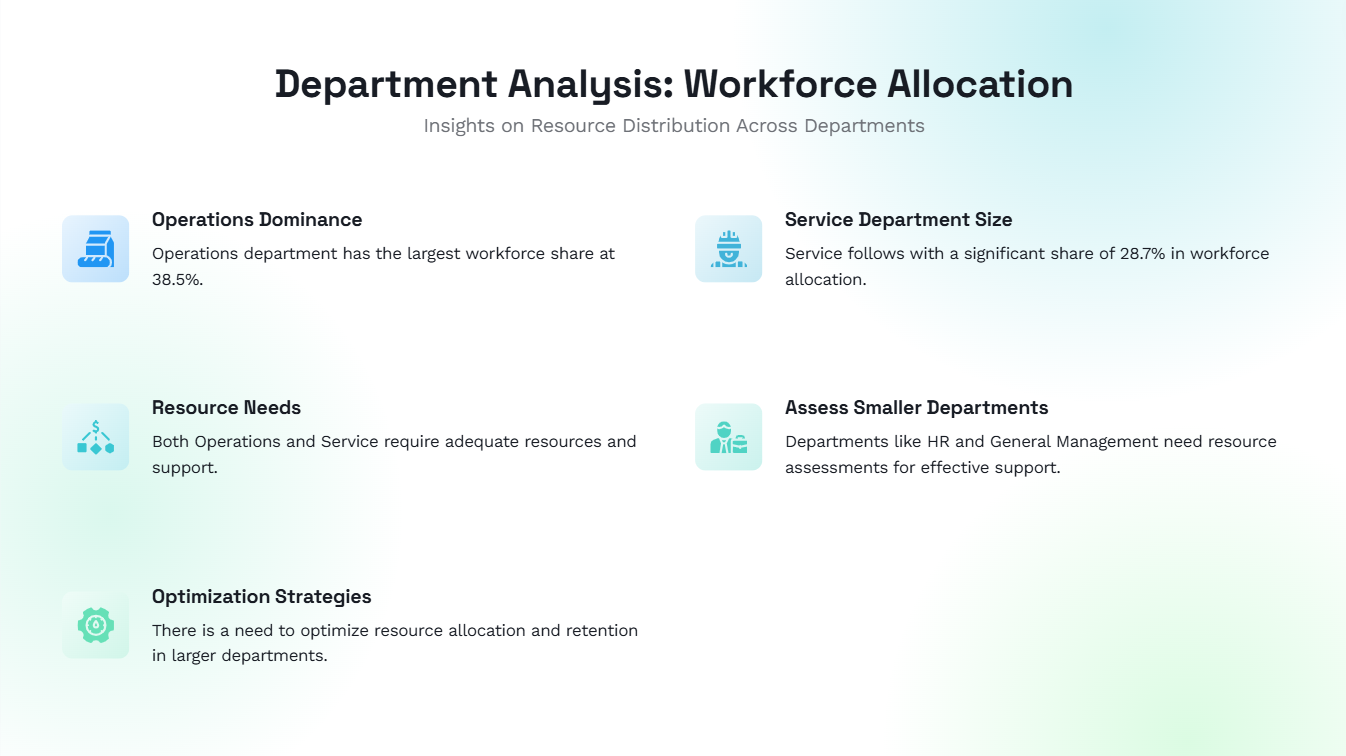 Department Analysis: Workforce Allocation
Insights on Resource Distribution Across Departments
Operations Dominance
Operations department has the largest workforce share at
38.5%.
Service Department Size
Service follows with a significant share of 28.7% in workforce
allocation.
Resource Needs
Both Operations and Service require adequate resources and
support.
Assess Smaller Departments
Departments like HR and General Management need resource
assessments for effective support.
Optimization Strategies
There is a need to optimize resource allocation and retention
in larger departments.